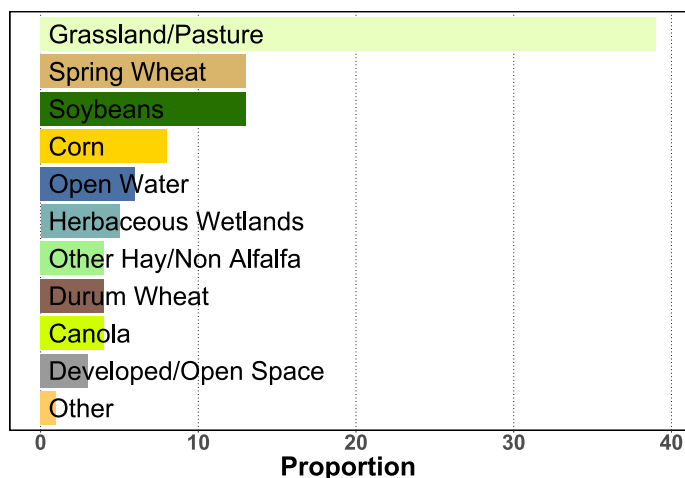 Grassland/Pasture
Spring Wheat
Soybeans
Corn
Open Water
Herbaceous Wetlands
Other Hay/Non Alfalfa
Durum Wheat
Canola
Developed/Open Space
Other
0 10 20 30 40
Proportion